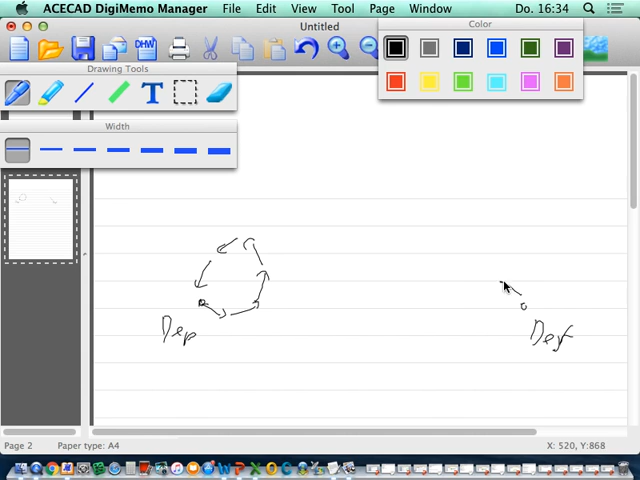 ACECAD DigiMemo Manager File Edit View Tool Page Window Do. 16:34
Untitled
Color
DHW
Drawing Tools
T
Width
Dep
Page 2 Paper type: A4 X: 520, Y:868